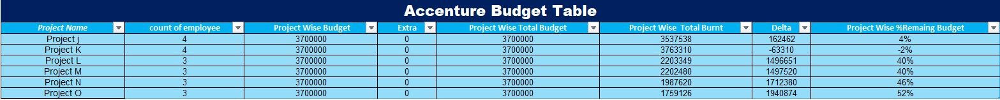 Accenture Budget Table
Project Name count of employee Project Wise Budget Extra Project Wise Total Budget Project Wise Total Burnt Delta Project Wise %Remaing Budget
Project j 4 3700000 0 3700000 3537538 162462 4%
Project K 4 3700000 0 3700000 3763310 -63310 -2%
Project L 3 3700000 0 3700000 2203349 1496651 40%
Project M 3 3700000 0 3700000 2202480 1497520 40%
Project N 3 3700000 0 3700000 1987620 1712380 46%
Project O 3 3700000 0 3700000 1759126 1940874 52%